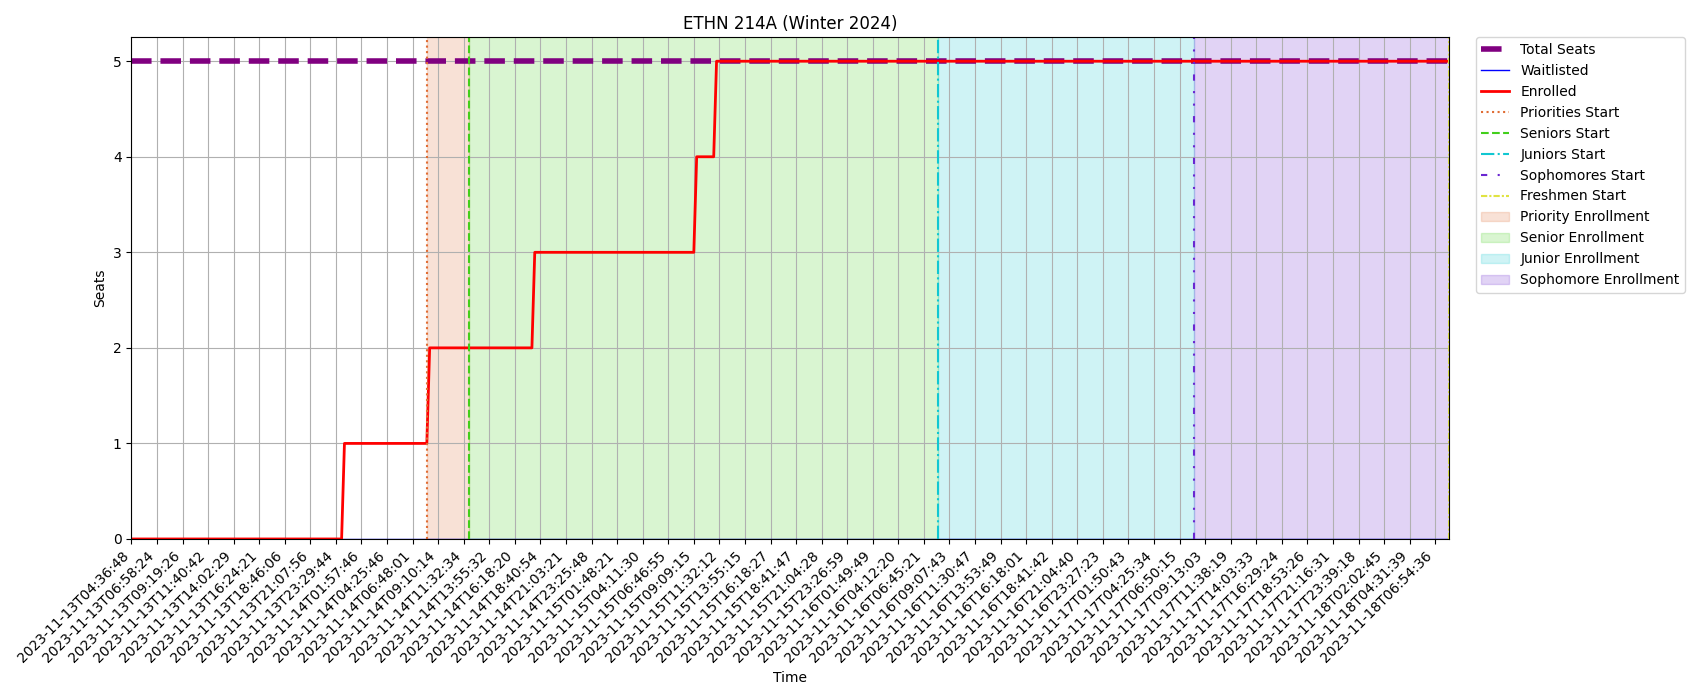 ETHN 214A (Winter 2024)
Total Seats
Waitlisted
Enrolled
Priorities Start
Seniors Start
Juniors Start
Sophomores Start
Freshmen Start
Priority Enrollment
Senior Enrollment
Junior Enrollment
Sophomore Enrollment
Seats
5
4
3
2
1
0
2023-11-13T04:36:48
2023-11-13T06:58:24
2023-11-13T09:19:26
2023-11-13T11:40:42
2023-11-13T14:02:29
2023-11-13T16:24:21
2023-11-13T18:46:06
2023-11-13T21:07:56
2023-11-13T23:29:44
2023-11-14T01:57:46
2023-11-14T04:25:46
2023-11-14T06:48:01
2023-11-14T09:10:14
2023-11-14T11:32:34
2023-11-14T13:55:32
2023-11-14T16:18:20
2023-11-14T18:40:54
2023-11-14T21:03:21
2023-11-14T23:25:48
2023-11-15T01:48:21
2023-11-15T04:11:30
2023-11-15T06:46:55
2023-11-15T09:09:15
2023-11-15T11:32:12
2023-11-15T13:55:15
2023-11-15T16:18:27
2023-11-15T18:41:47
2023-11-15T21:04:28
2023-11-15T23:26:59
2023-11-16T01:49:49
2023-11-16T04:12:20
2023-11-16T06:45:21
2023-11-16T09:07:43
2023-11-16T11:30:47
2023-11-16T13:53:49
2023-11-16T16:18:01
2023-11-16T18:41:42
2023-11-16T21:04:40
2023-11-16T23:27:23
2023-11-17T01:50:43
2023-11-17T04:25:34
2023-11-17T06:50:15
2023-11-17T09:13:03
2023-11-17T11:38:19
2023-11-17T14:03:33
2023-11-17T16:29:24
2023-11-17T18:53:26
2023-11-17T21:16:31
2023-11-17T23:39:18
2023-11-18T02:02:45
2023-11-18T04:31:39
2023-11-18T06:54:36
Time